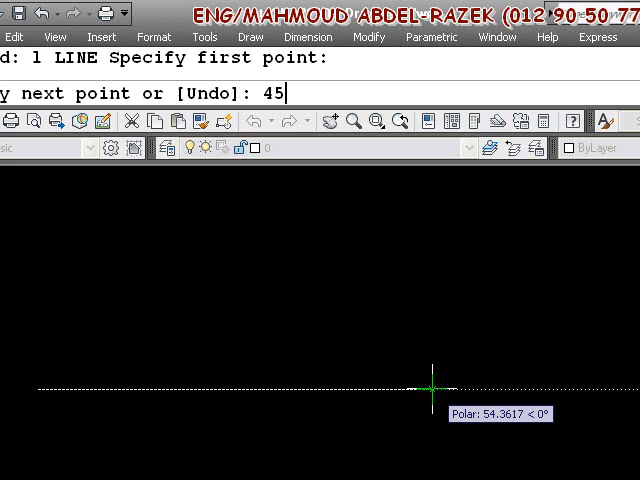 ENG/MAHMOUD ABDEL-RAZEK (012 90 50 77
Edit View Insert Format Tools Draw Dimension Modify Parametric Window Help Express
d: l LINE Specify first point:
y next point or [Undo]: 45
sic 0 ByLayer
Polar: 54.3617 < 0°